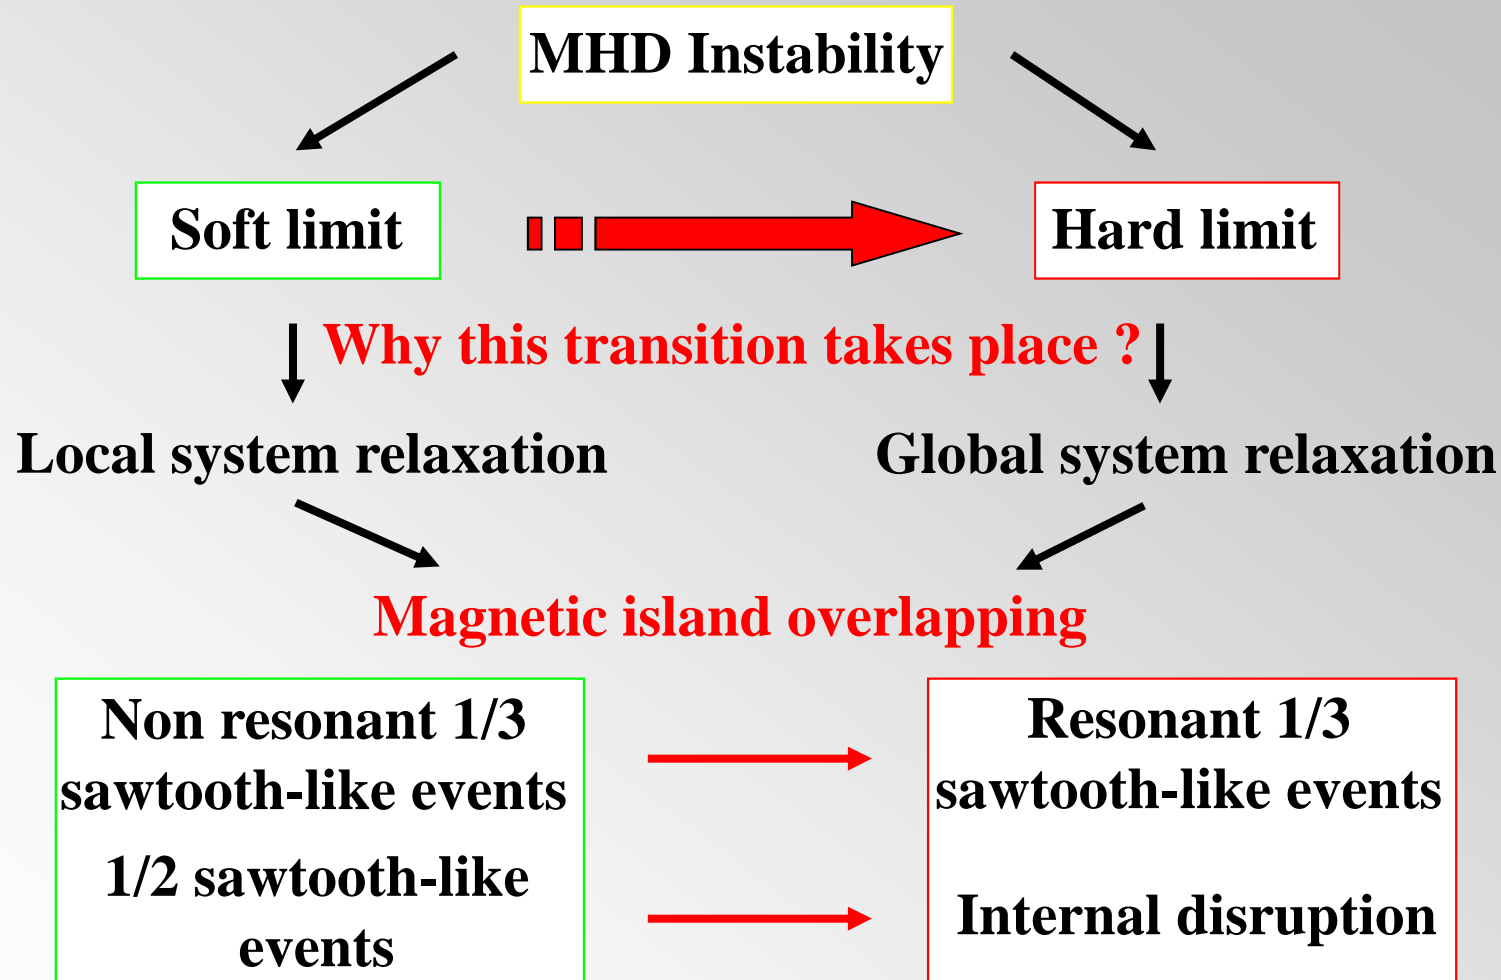 MHD Instability
Soft limit
Hard limit
Why this transition takes place ?
Local system relaxation
Global system relaxation
Magnetic island overlapping
Non resonant 1/3
sawtooth-like events
1/2 sawtooth-like
events
Resonant 1/3
sawtooth-like events
Internal disruption